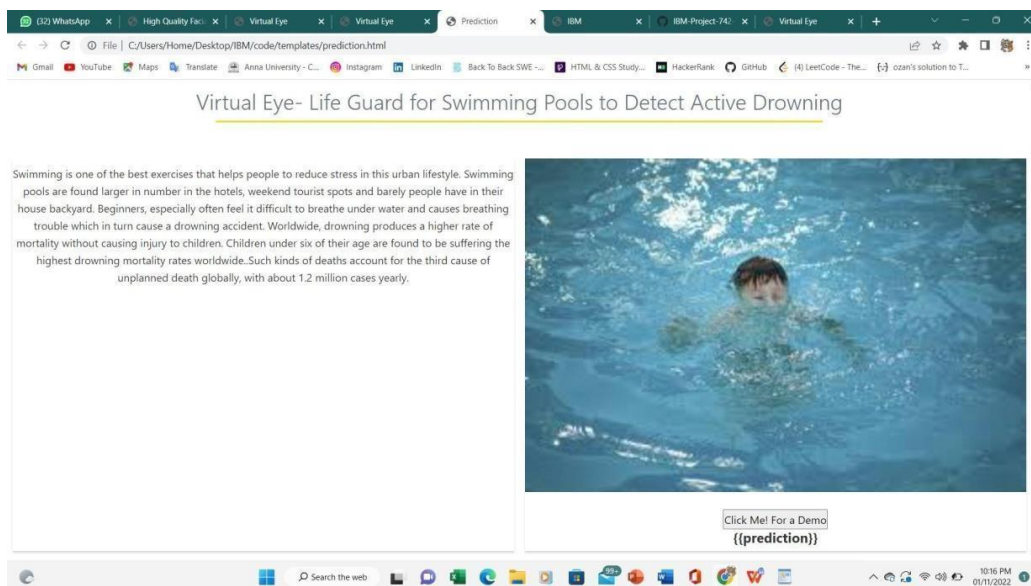 (32) WhatsApp
High Quality Faci
Virtual Eye
Virtual Eye
Prediction
IBM
IBM-Project-742
Virtual Eye
File | C:/Users/Home/Desktop/IBM/code/templates/prediction.html
Gmail
YouTube
Maps
Translate
Anna University - C...
Instagram
LinkedIn
Back To Back SWE -...
HTML & CSS Study...
HackerRank
GitHub
(4) LeetCode - The...
ozan's solution to T...
Virtual Eye- Life Guard for Swimming Pools to Detect Active Drowning
Swimming is one of the best exercises that helps people to reduce stress in this urban lifestyle. Swimming
pools are found larger in number in the hotels, weekend tourist spots and barely people have in their
house backyard. Beginners, especially often feel it difficult to breathe under water and causes breathing
trouble which in turn cause a drowning accident. Worldwide, drowning produces a higher rate of
mortality without causing injury to children. Children under six of their age are found to be suffering the
highest drowning mortality rates worldwide..Such kinds of deaths account for the third cause of
unplanned death globally, with about 1.2 million cases yearly.
Click Me! For a Demo
{{prediction}}
Search the web
99+
10:16 PM
01/11/2022